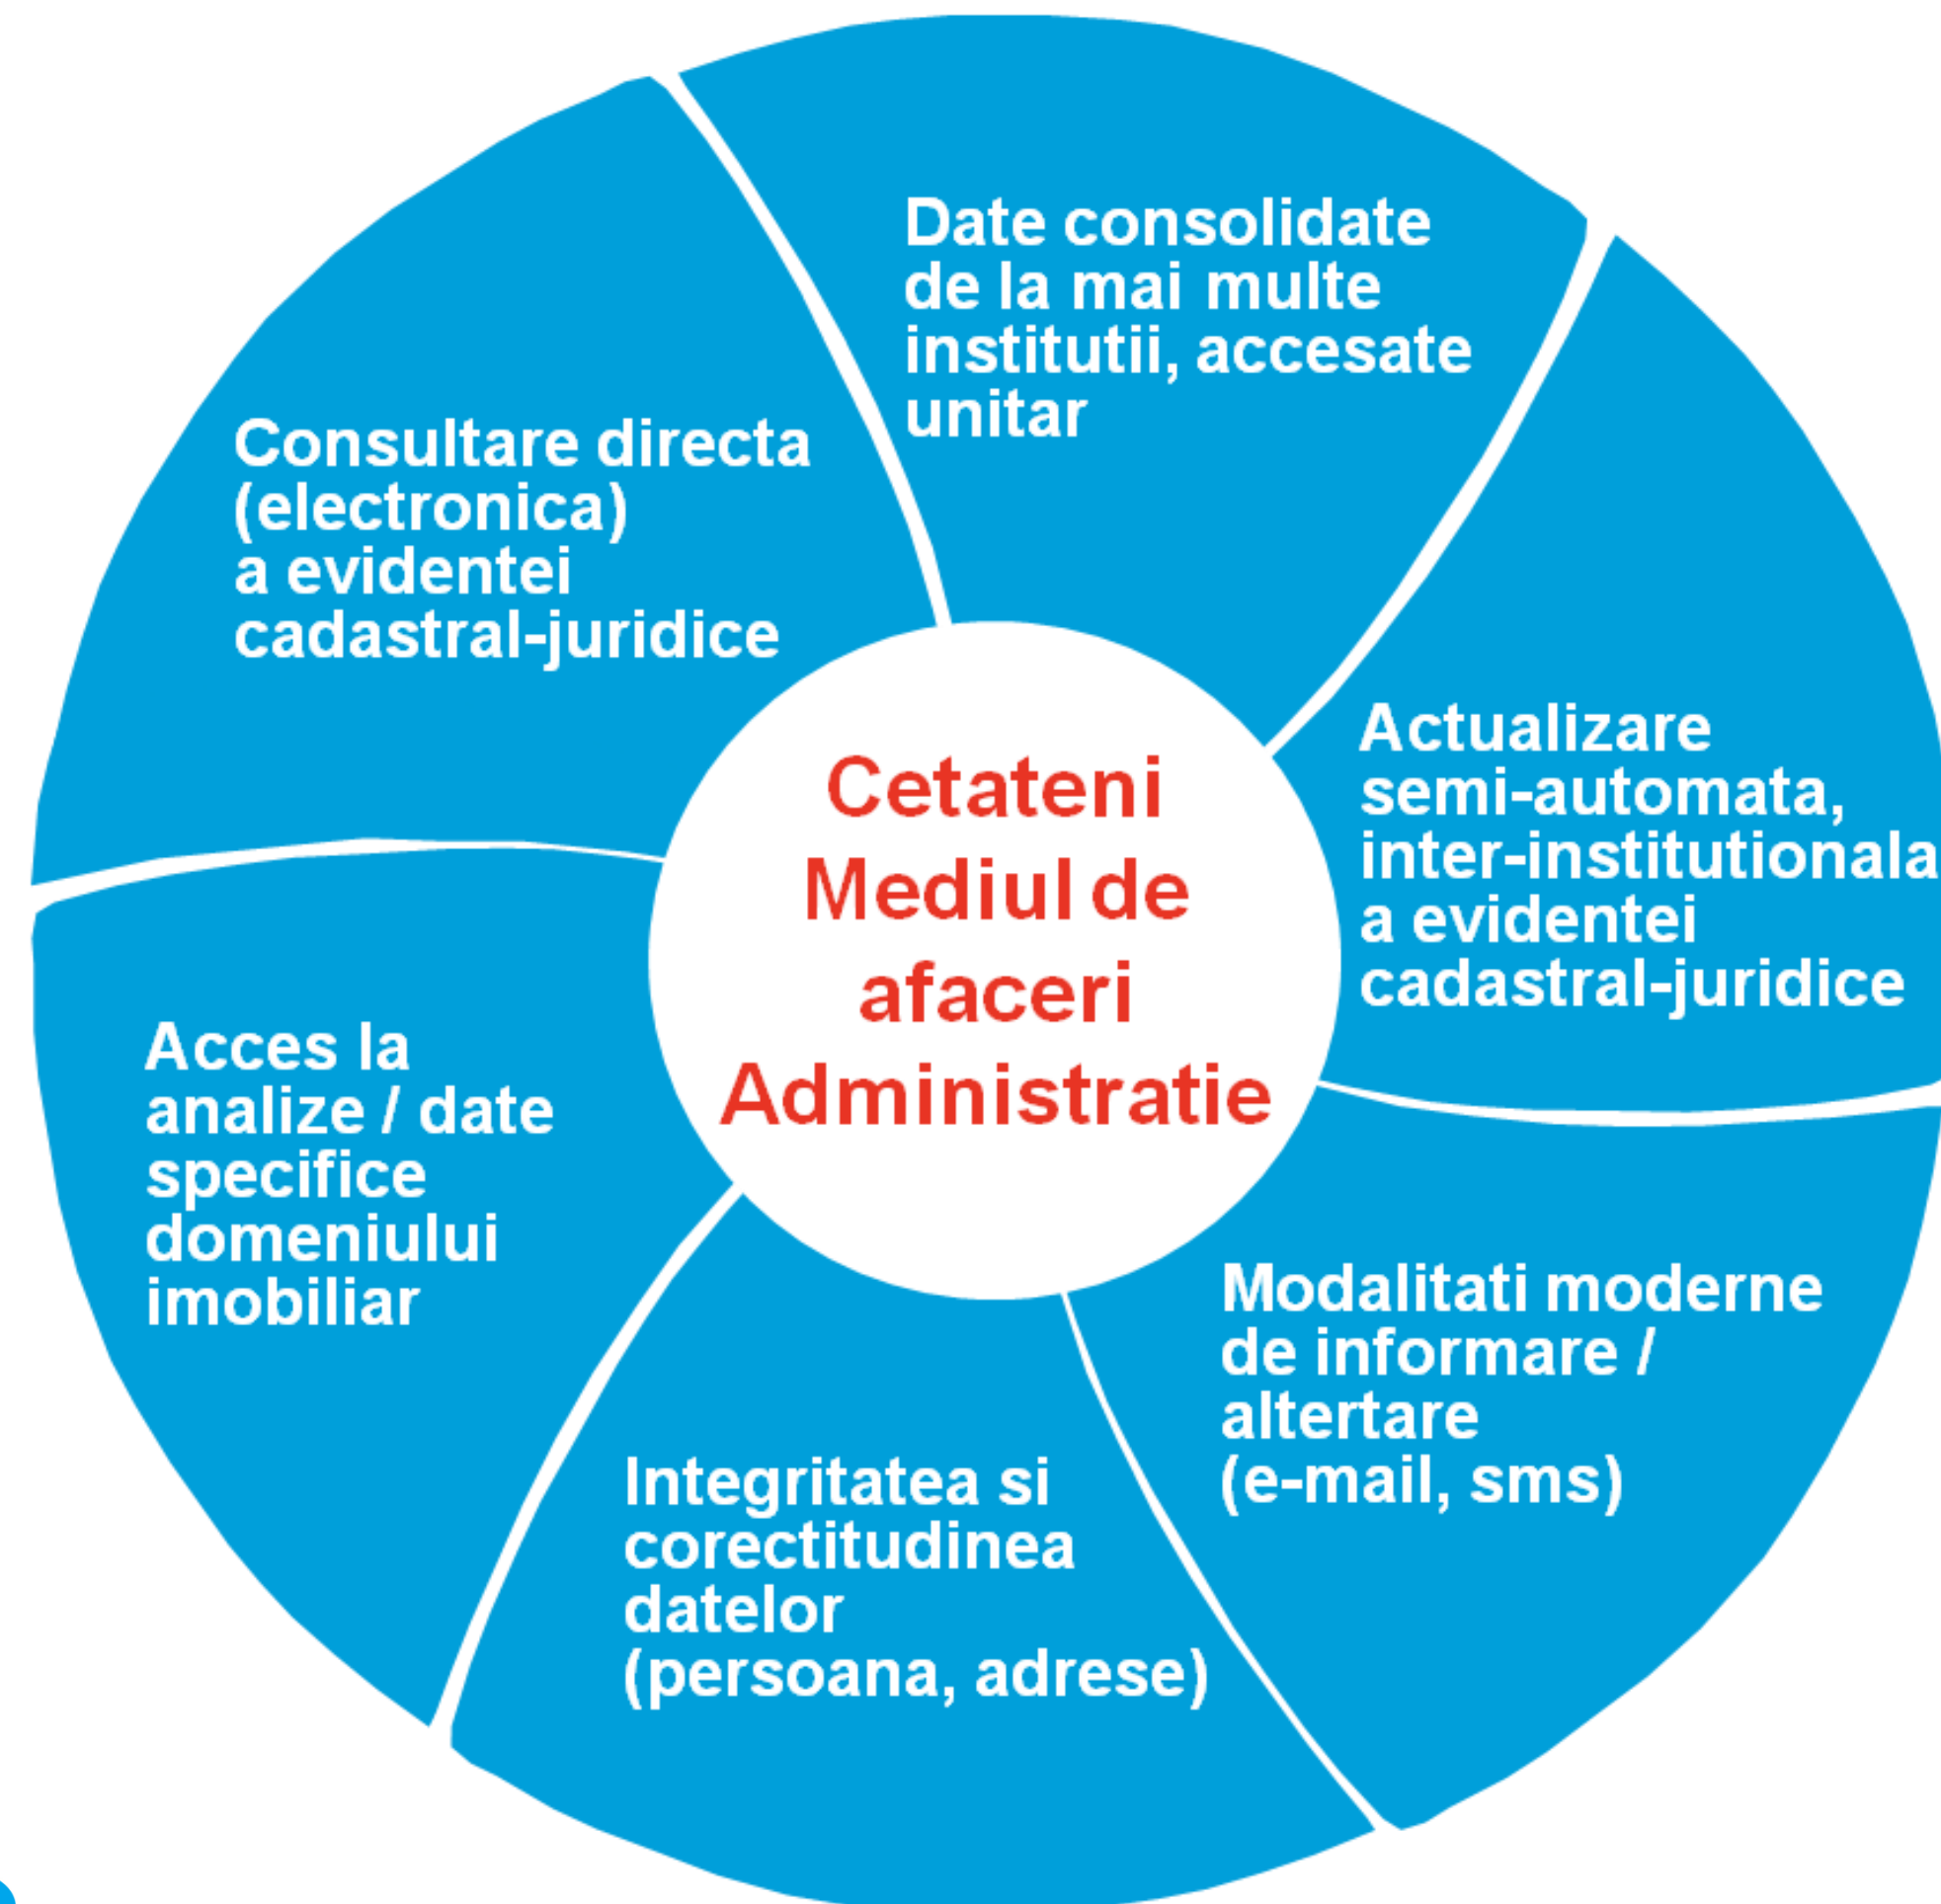 Date consolidate
de la mai multe
institutii, accesate
unitar
Consultare directa
(electronica)
a evidentei
cadastral-juridice
Actualizare
semi-automata,
inter-institutionala
a evidentei
cadastral-juridice
Cetateni
Mediul de
afaceri
Administratie
Acces la
analize / date
specifice
domeniului
imobiliar
Modalitati moderne
de informare /
altertare
(e-mail, sms)
Integritatea si
corectitudinea
datelor
(persoana, adrese)